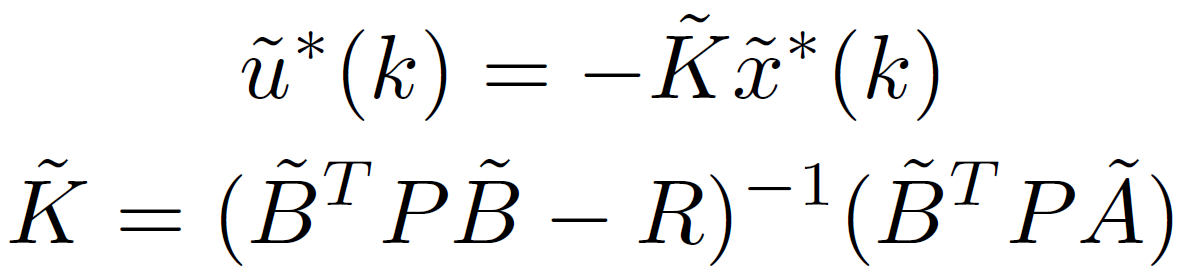 ũ*(k) = −K̃x̃*(k)
K̃ = (B̃ᵀPB̃ − R)⁻¹(B̃ᵀPÃ)